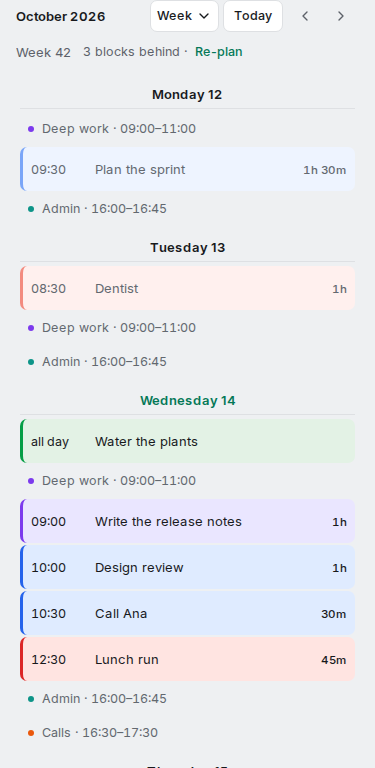 October 2026 Week Today
Week 42 3 blocks behind · Re-plan
Monday 12
Deep work · 09:00–11:00
09:30 Plan the sprint 1h 30m
Admin · 16:00–16:45
Tuesday 13
08:30 Dentist 1h
Deep work · 09:00–11:00
Admin · 16:00–16:45
Wednesday 14
all day Water the plants
Deep work · 09:00–11:00
09:00 Write the release notes 1h
10:00 Design review 1h
10:30 Call Ana 30m
12:30 Lunch run 45m
Admin · 16:00–16:45
Calls · 16:30–17:30